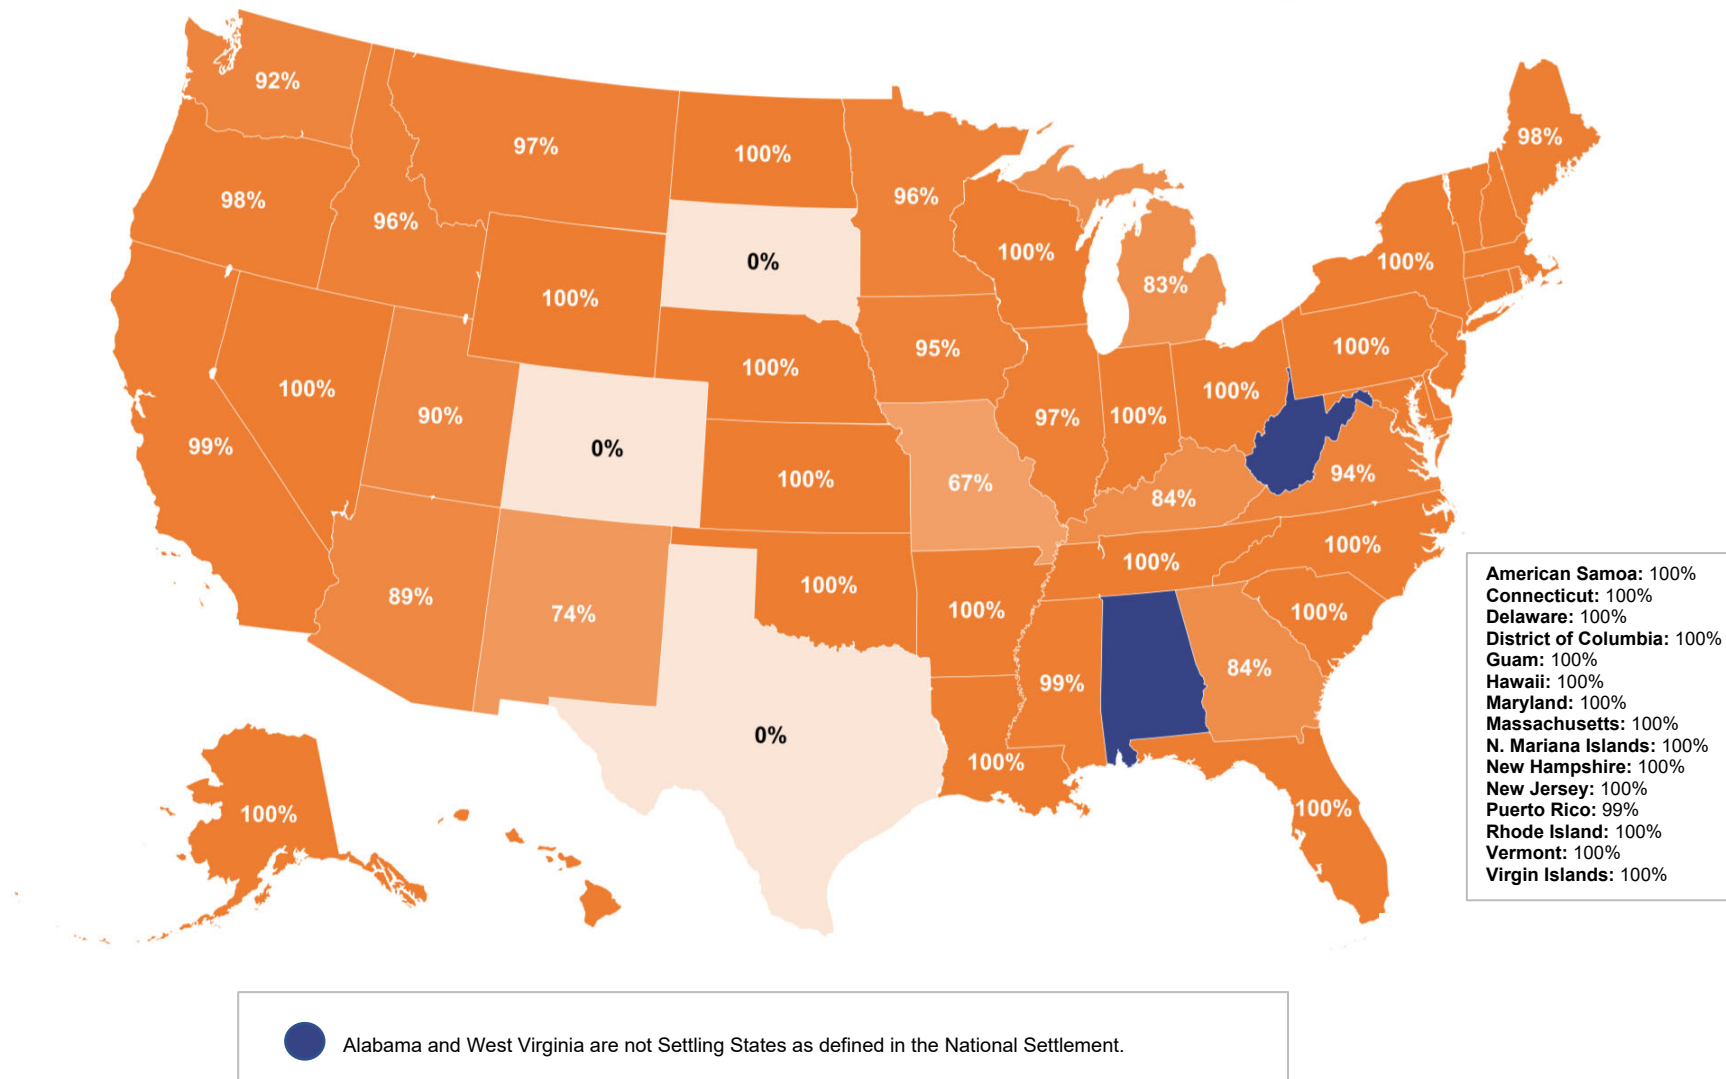 92%
97%
100%
98%
96%
98%
96%
100%
100%
0%
83%
100%
95%
100%
100%
100%
100%
90%
97%
100%
99%
0%
94%
100%
67%
84%
100%
100%
89%
74%
100%
100%
100%
84%
99%
0%
100%
100%
100%
American Samoa: 100%
Connecticut: 100%
Delaware: 100%
District of Columbia: 100%
Guam: 100%
Hawaii: 100%
Maryland: 100%
Massachusetts: 100%
N. Mariana Islands: 100%
New Hampshire: 100%
New Jersey: 100%
Puerto Rico: 99%
Rhode Island: 100%
Vermont: 100%
Virgin Islands: 100%
Alabama and West Virginia are not Settling States as defined in the National Settlement.